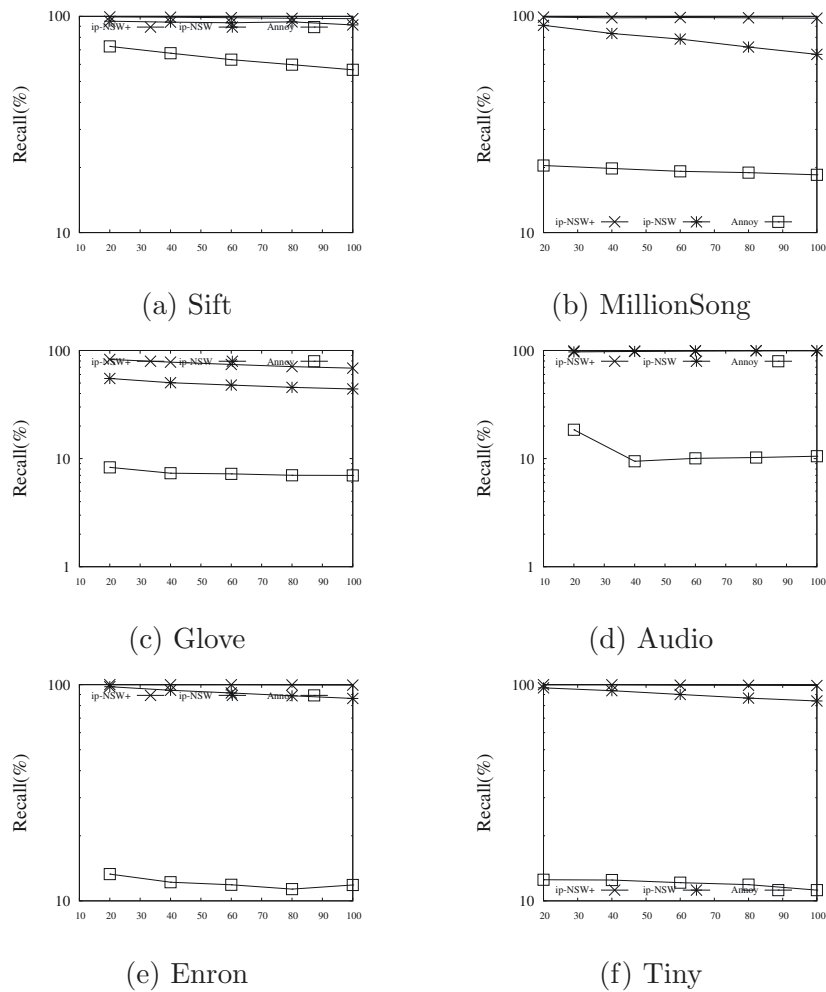 100
10
Recall(%)
ip-NSW+ ip-NSW Annoy
10 20 30 40 50 60 70 80 90 100
(a) Sift
100
10
Recall(%)
ip-NSW+ ip-NSW Annoy
20 30 40 50 60 70 80 90 100
(b) MillionSong
100
10
1
Recall(%)
ip-NSW+ ip-NSW Annoy
10 20 30 40 50 60 70 80 90 100
(c) Glove
100
10
1
Recall(%)
ip-NSW+ ip-NSW Annoy
10 20 30 40 50 60 70 80 90 100
(d) Audio
100
10
Recall(%)
ip-NSW+ ip-NSW Annoy
10 20 30 40 50 60 70 80 90 100
(e) Enron
100
10
Recall(%)
ip-NSW+ ip-NSW Annoy
20 30 40 50 60 70 80 90 100
(f) Tiny